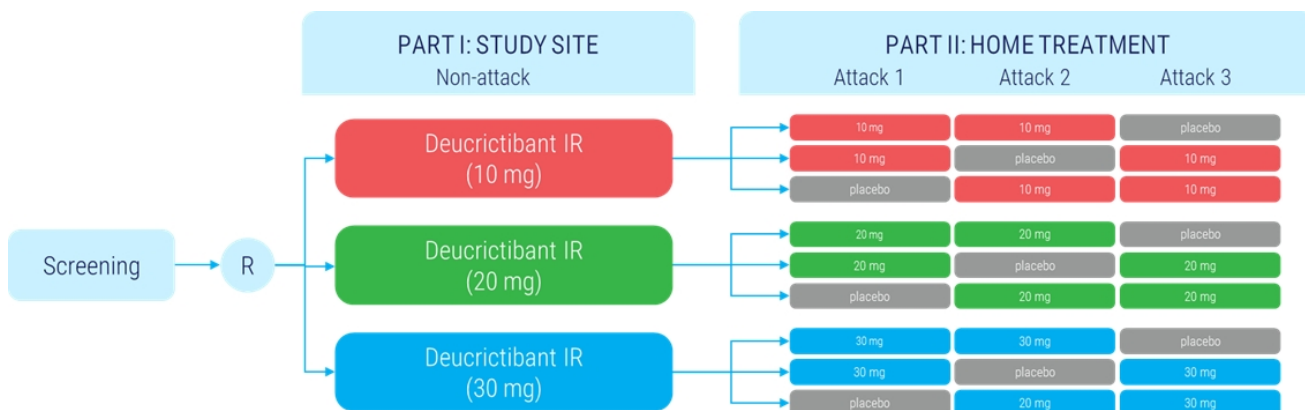 PART I: STUDY SITE
Non-attack
PART II: HOME TREATMENT
Attack 1 Attack 2 Attack 3
Screening
R
Deucrictibant IR
(10 mg)
10 mg 10 mg placebo
10 mg placebo 10 mg
placebo 10 mg 10 mg
Deucrictibant IR
(20 mg)
20 mg 20 mg placebo
20 mg placebo 20 mg
placebo 20 mg 20 mg
Deucrictibant IR
(30 mg)
30 mg 30 mg placebo
30 mg placebo 30 mg
placebo 20 mg 30 mg